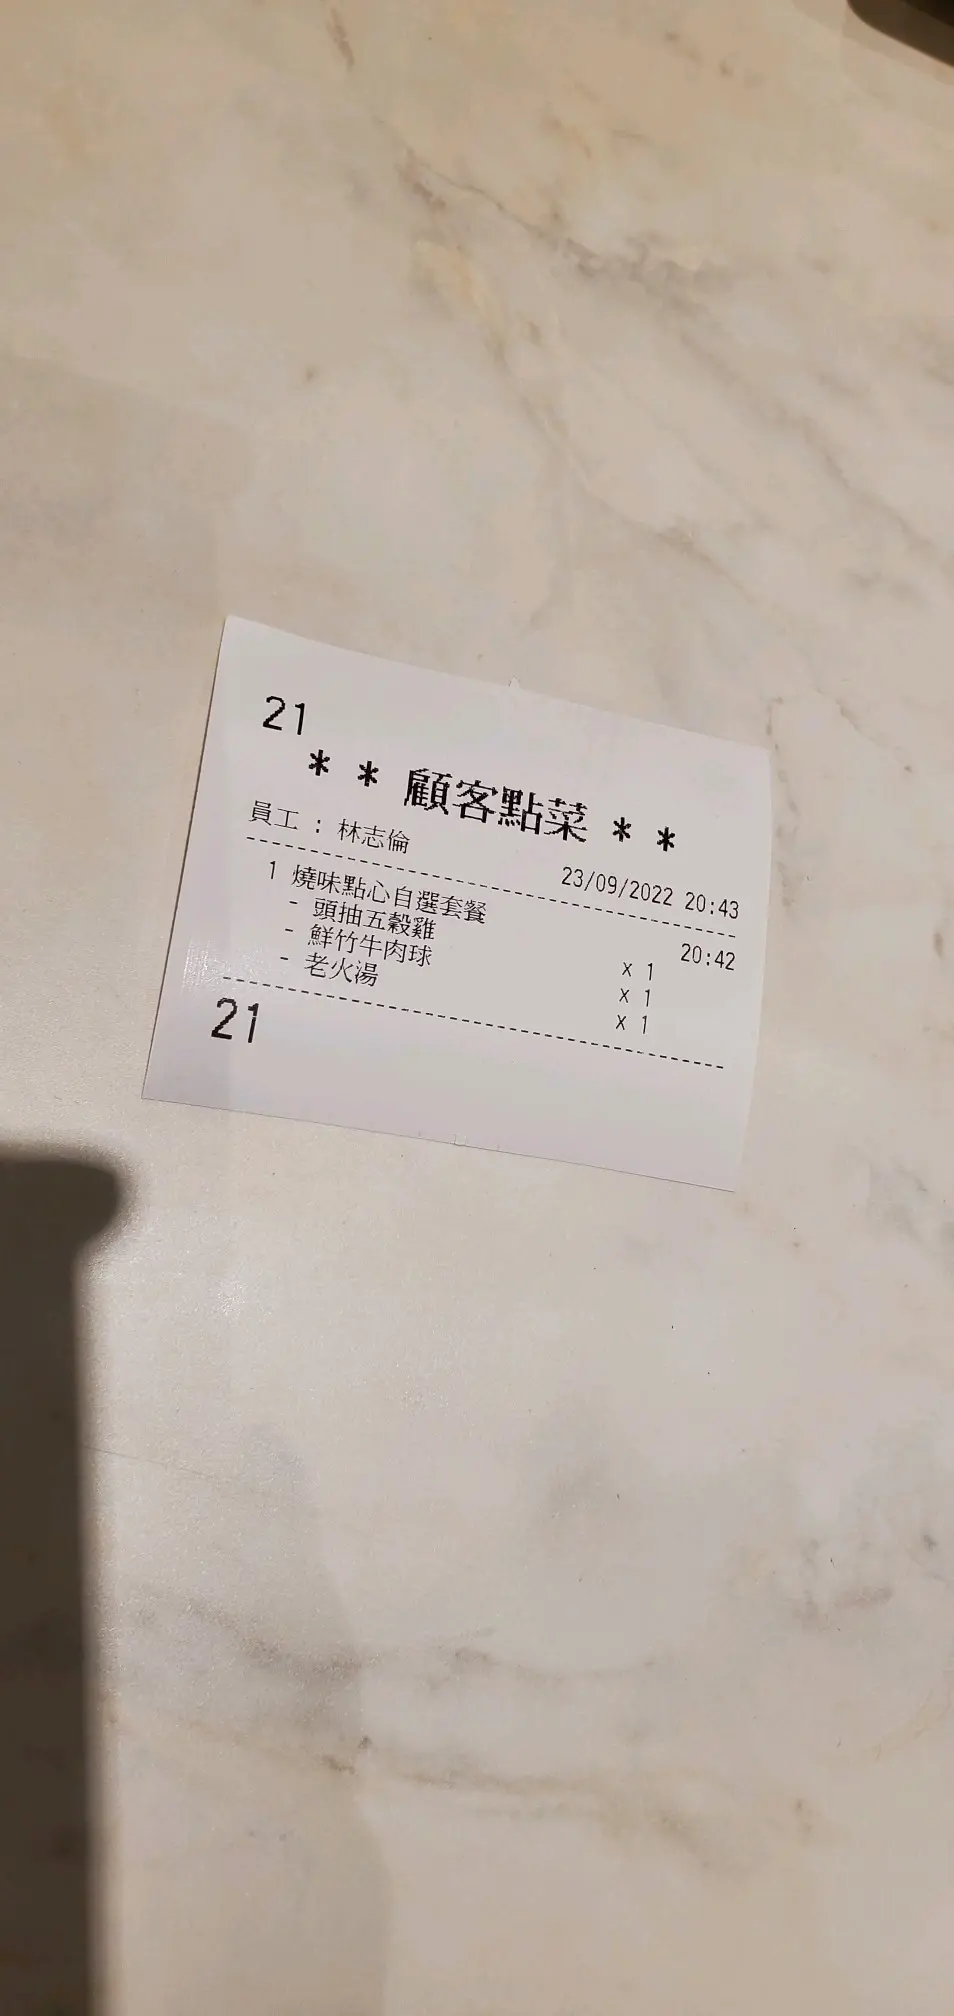 21
* * 顧客點菜 * *
員工 : 林志倫
23/09/2022 20:43
1 燒味點心自選套餐 20:42
- 頭抽五穀雞 x 1
- 鮮竹牛肉球 x 1
- 老火湯 x 1
21